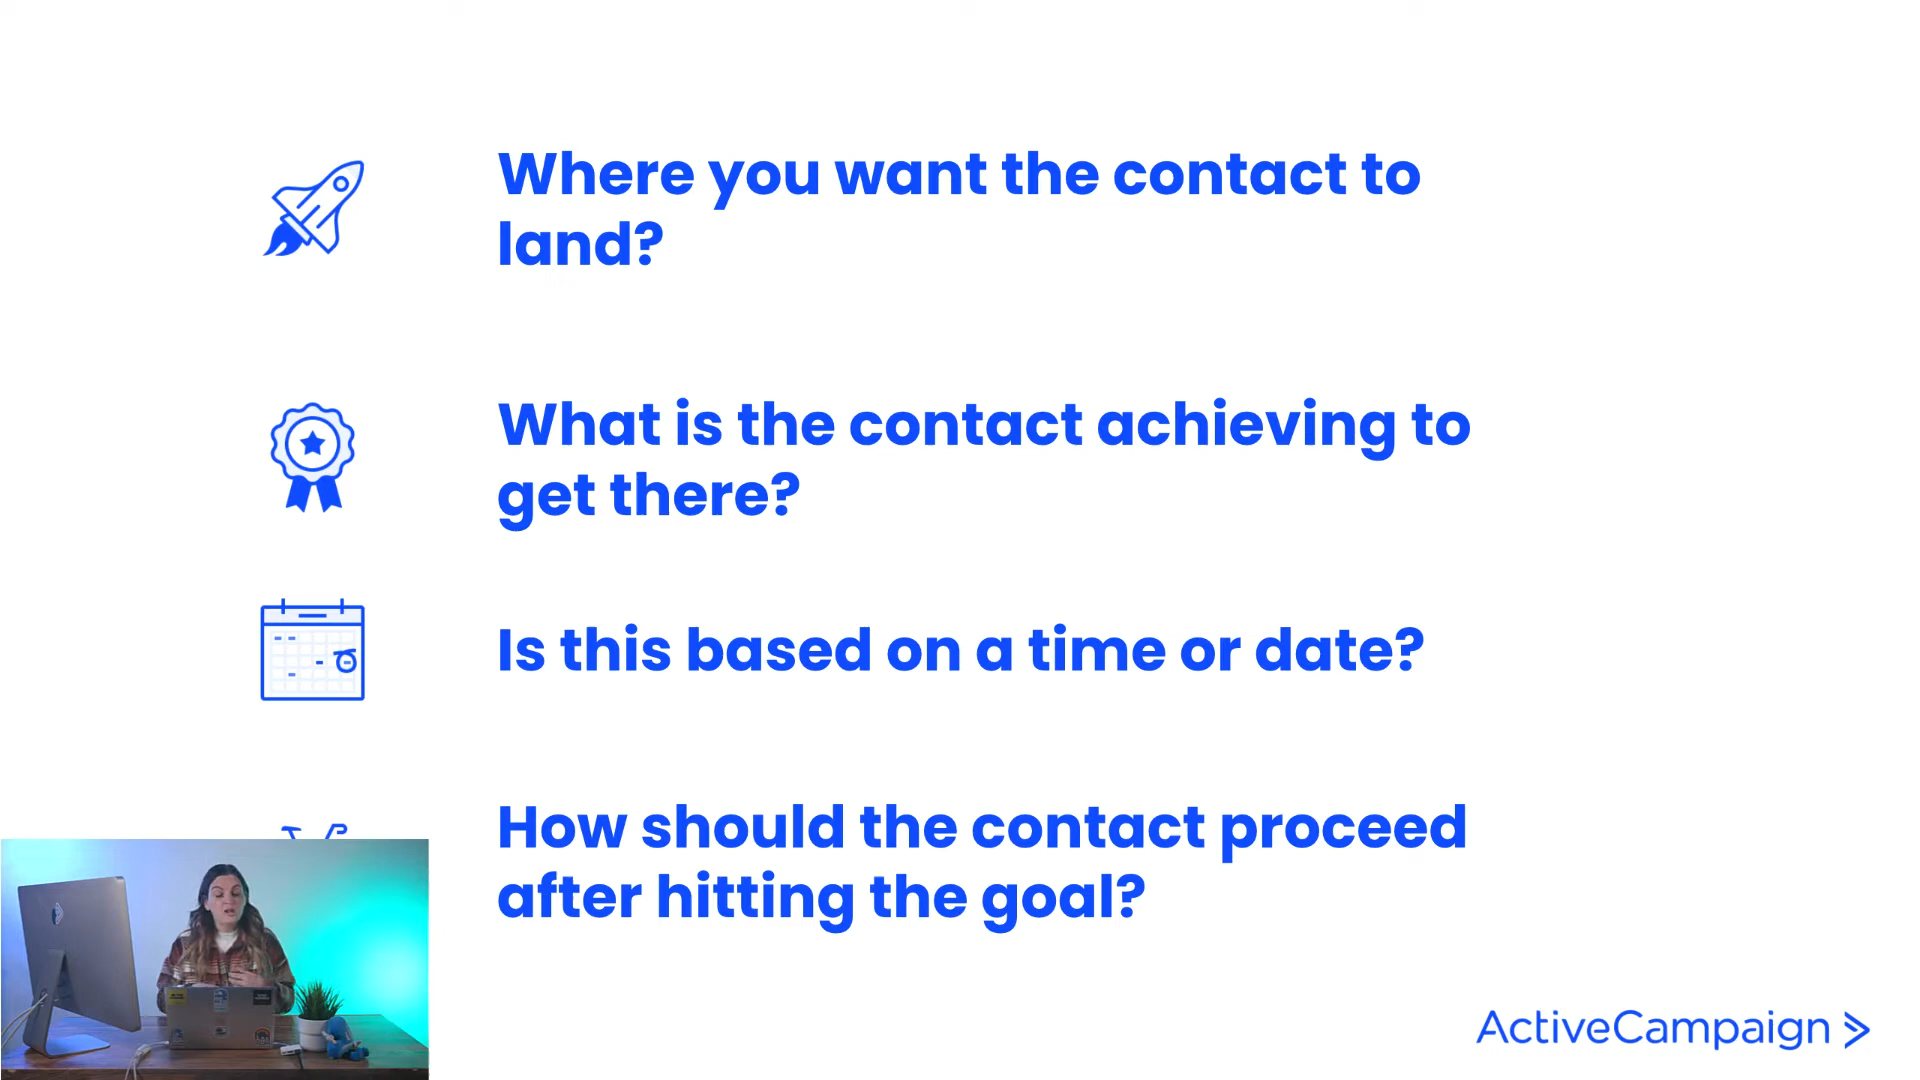 Where you want the contact to
land?
What is the contact achieving to
get there?
Is this based on a time or date?
How should the contact proceed
after hitting the goal?
ActiveCampaign